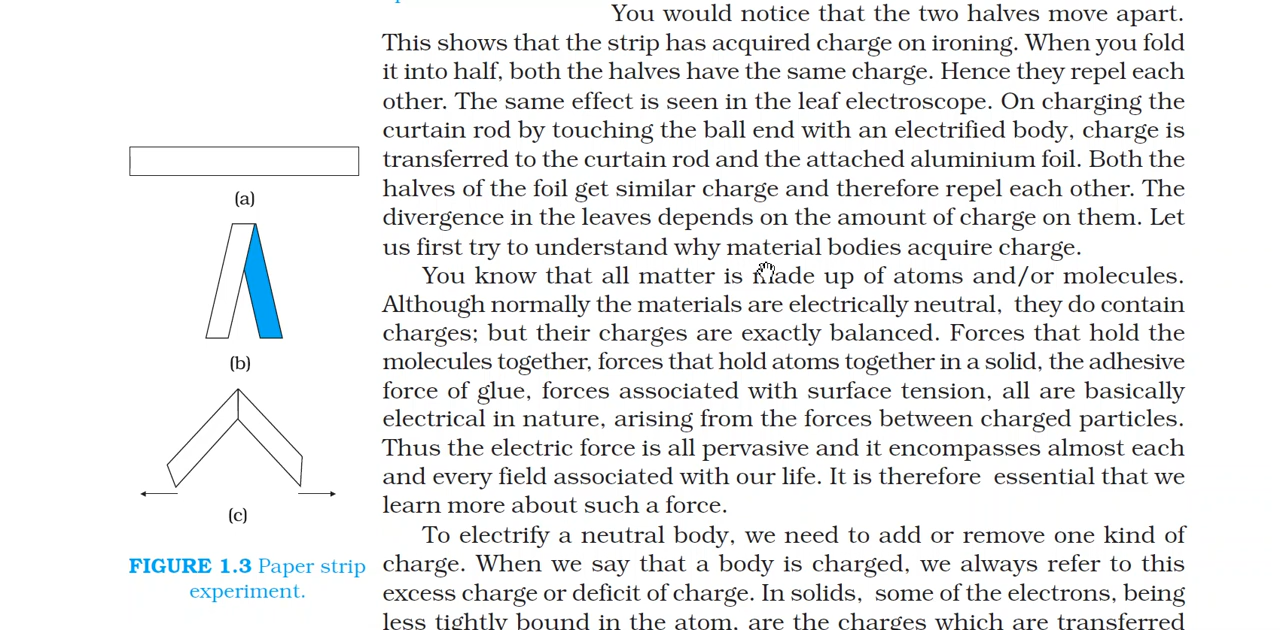 You would notice that the two halves move apart.
This shows that the strip has acquired charge on ironing. When you fold
it into half, both the halves have the same charge. Hence they repel each
other. The same effect is seen in the leaf electroscope. On charging the
curtain rod by touching the ball end with an electrified body, charge is
transferred to the curtain rod and the attached aluminium foil. Both the
halves of the foil get similar charge and therefore repel each other. The
divergence in the leaves depends on the amount of charge on them. Let
us first try to understand why material bodies acquire charge.
You know that all matter is made up of atoms and/or molecules.
Although normally the materials are electrically neutral, they do contain
charges; but their charges are exactly balanced. Forces that hold the
molecules together, forces that hold atoms together in a solid, the adhesive
force of glue, forces associated with surface tension, all are basically
electrical in nature, arising from the forces between charged particles.
Thus the electric force is all pervasive and it encompasses almost each
and every field associated with our life. It is therefore essential that we
learn more about such a force.
To electrify a neutral body, we need to add or remove one kind of
charge. When we say that a body is charged, we always refer to this
excess charge or deficit of charge. In solids, some of the electrons, being
less tightly bound in the atom, are the charges which are transferred
(a)
(b)
(c)
FIGURE 1.3 Paper strip
experiment.